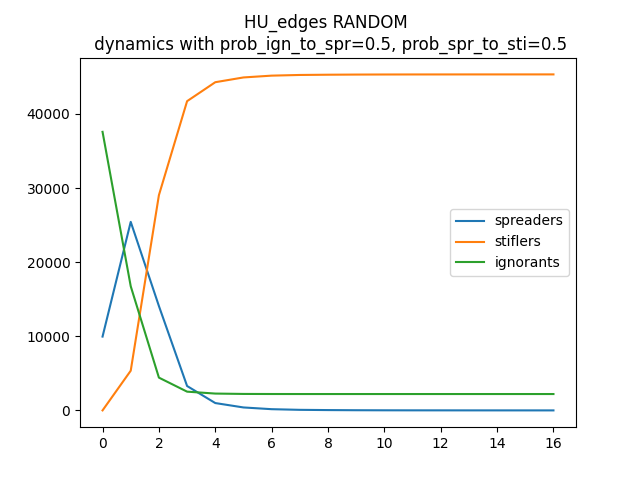 HU_edges RANDOM
dynamics with prob_ign_to_spr=0.5, prob_spr_to_sti=0.5
40000
30000
20000
10000
0
spreaders
stiflers
ignorants
0 2 4 6 8 10 12 14 16